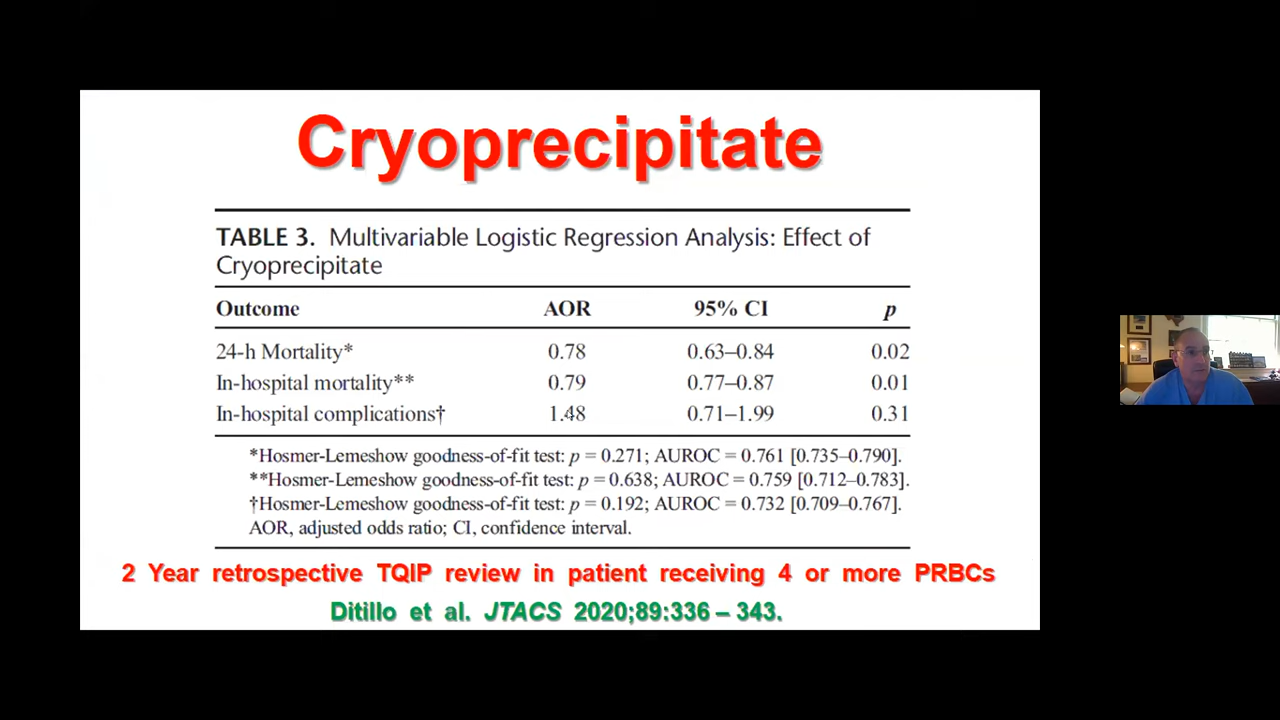 Cryoprecipitate
TABLE 3. Multivariable Logistic Regression Analysis: Effect of
Cryoprecipitate
Outcome AOR 95% CI p
24-h Mortality* 0.78 0.63–0.84 0.02
In-hospital mortality** 0.79 0.77–0.87 0.01
In-hospital complications† 1.48 0.71–1.99 0.31
*Hosmer-Lemeshow goodness-of-fit test: p = 0.271; AUROC = 0.761 [0.735–0.790].
**Hosmer-Lemeshow goodness-of-fit test: p = 0.638; AUROC = 0.759 [0.712–0.783].
†Hosmer-Lemeshow goodness-of-fit test: p = 0.192; AUROC = 0.732 [0.709–0.767].
AOR, adjusted odds ratio; CI, confidence interval.
2 Year retrospective TQIP review in patient receiving 4 or more PRBCs
Ditillo et al. JTACS 2020;89:336 – 343.